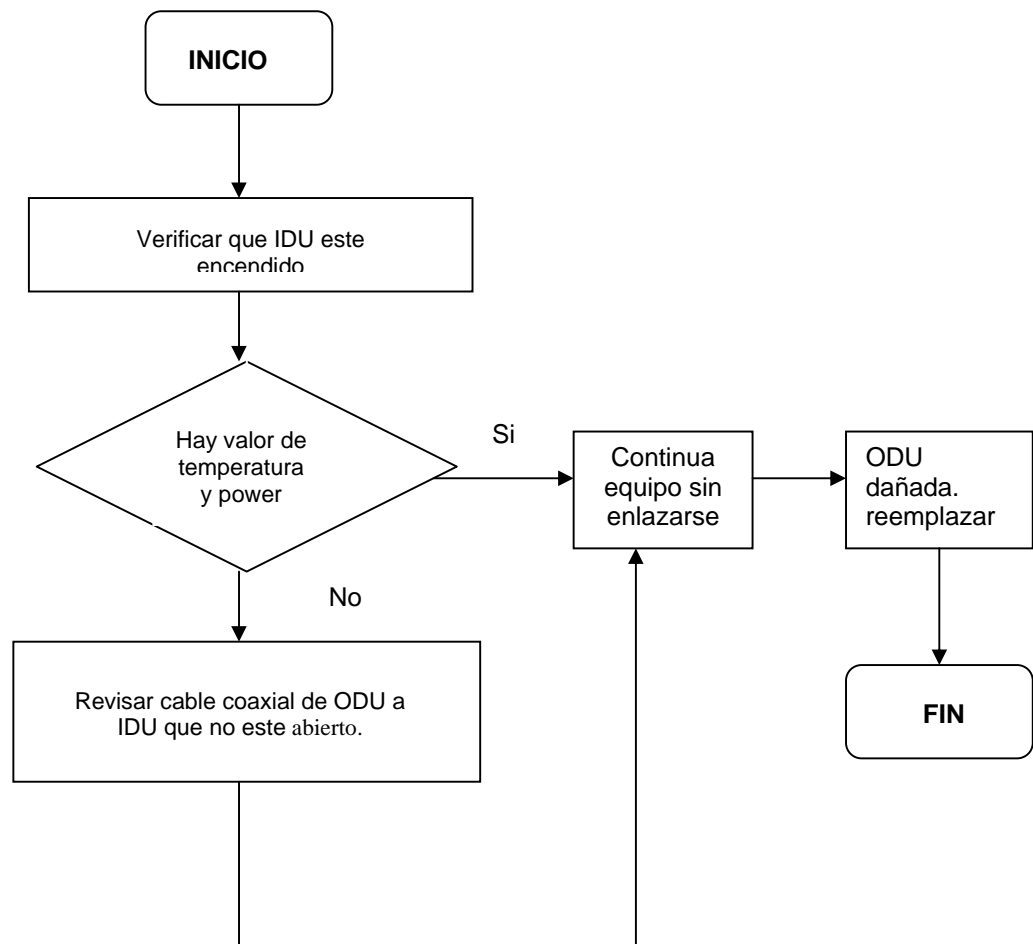 INICIO
Verificar que IDU este
encendido
Hay valor de
temperatura
y power
Si
Continua
equipo sin
enlazarse
ODU
dañada.
reemplazar
No
Revisar cable coaxial de ODU a
IDU que no este abierto.
FIN